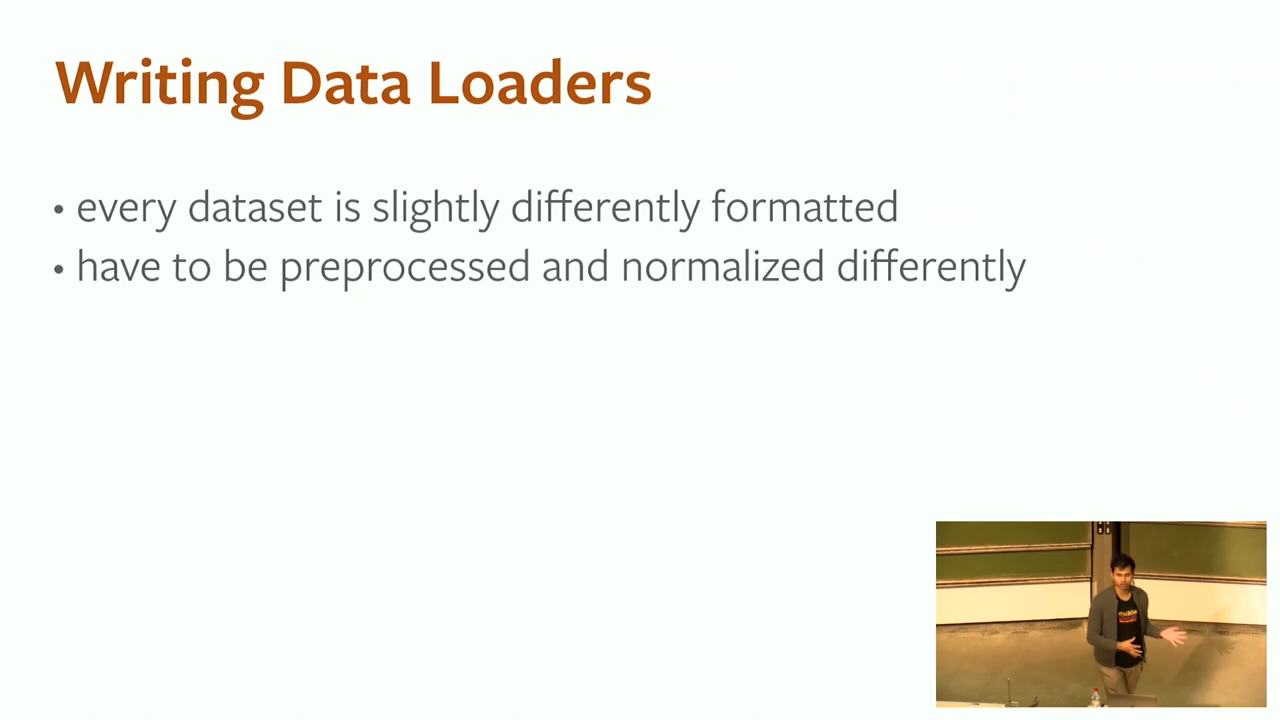 Writing Data Loaders
• every dataset is slightly differently formatted
• have to be preprocessed and normalized differently